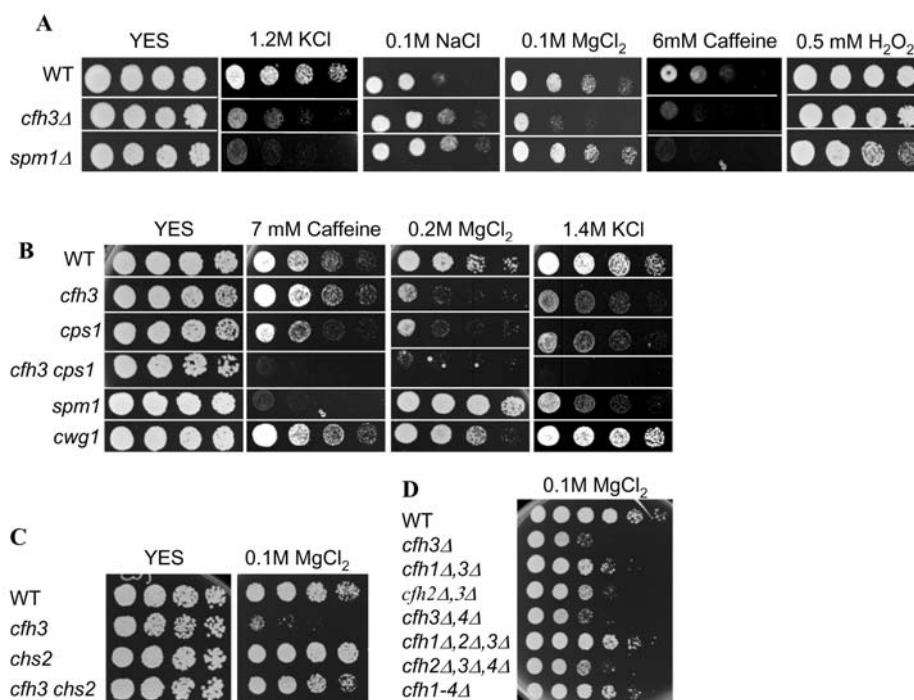 A
YES 1.2M KCl 0.1M NaCl 0.1M MgCl₂ 6mM Caffeine 0.5 mM H₂O₂
WT
cfh3Δ
spm1Δ
B
YES 7 mM Caffeine 0.2M MgCl₂ 1.4M KCl
WT
cfh3
cps1
cfh3 cps1
spm1
cwg1
C
YES 0.1M MgCl₂
WT
cfh3
chs2
cfh3 chs2
D
0.1M MgCl₂
WT
cfh3Δ
cfh1Δ,3Δ
cfh2Δ,3Δ
cfh3Δ,4Δ
cfh1Δ,2Δ,3Δ
cfh2Δ,3Δ,4Δ
cfh1-4Δ